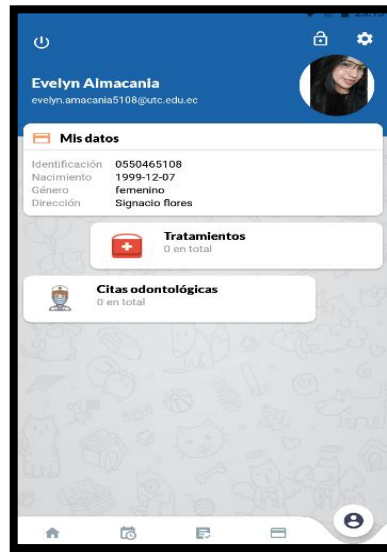 Evelyn Almacania
evelyn.amacania5108@utc.edu.ec
Mis datos
Identificación 0550465108
Nacimiento 1999-12-07
Género femenino
Dirección Signacio flores
Tratamientos
0 en total
Citas odontológicas
0 en total